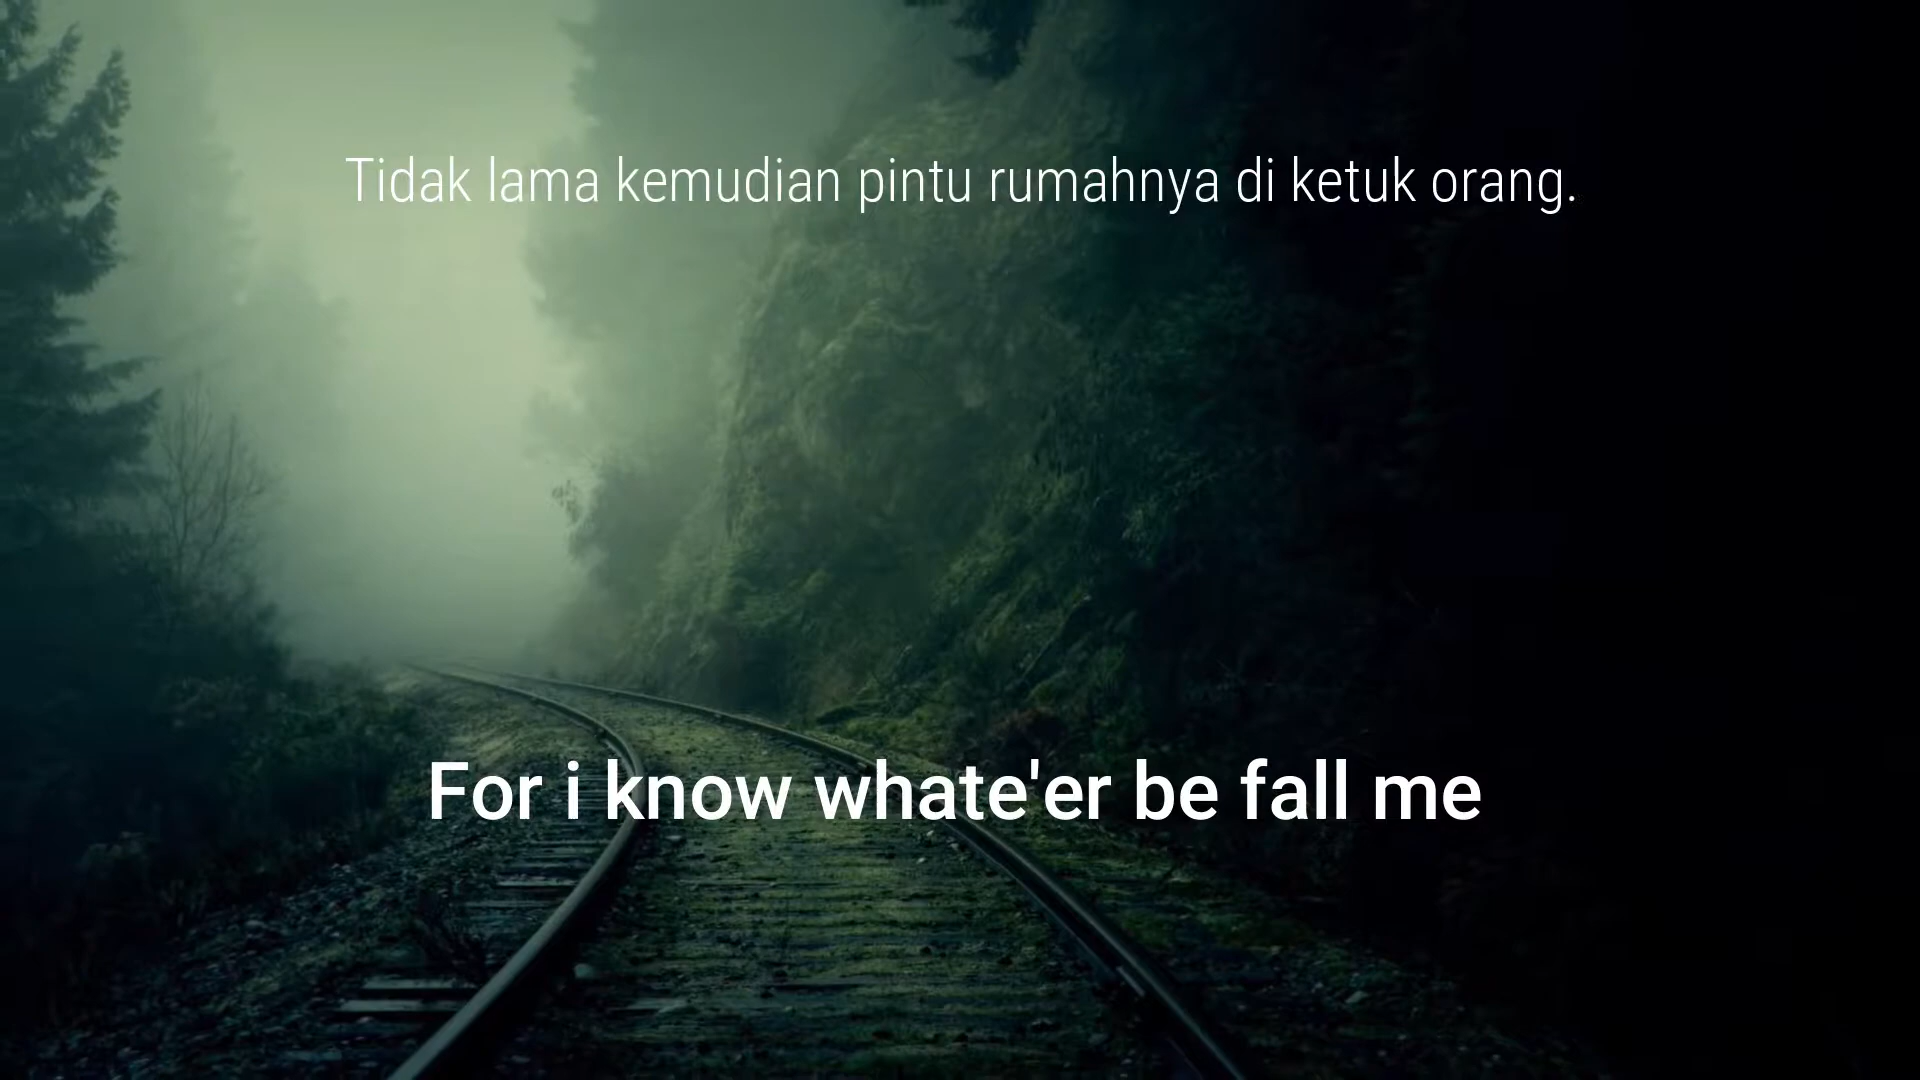 Tidak lama kemudian pintu rumahnya di ketuk orang.
For i know whate'er be fall me